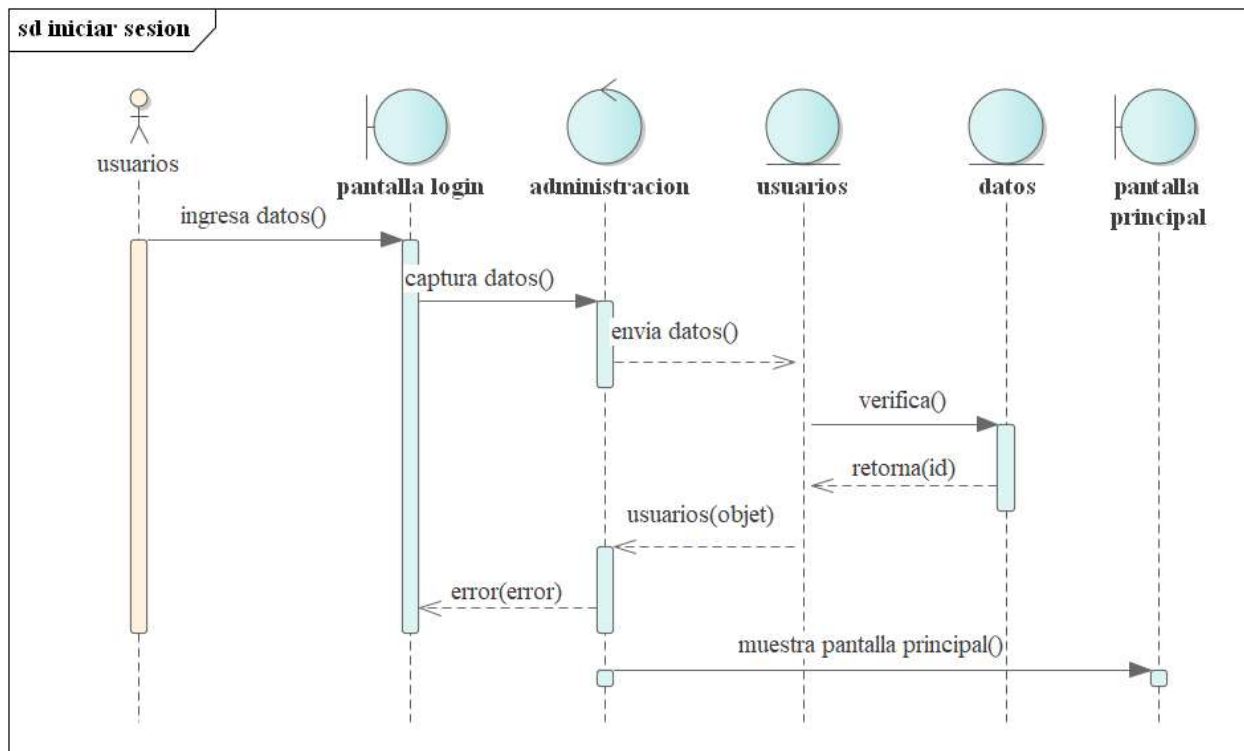 sd iniciar sesion
usuarios
pantalla login
administracion
usuarios
datos
pantalla
principal
ingresa datos()
captura datos()
envia datos()
verifica()
retorna(id)
usuarios(objet)
error(error)
muestra pantalla principal()